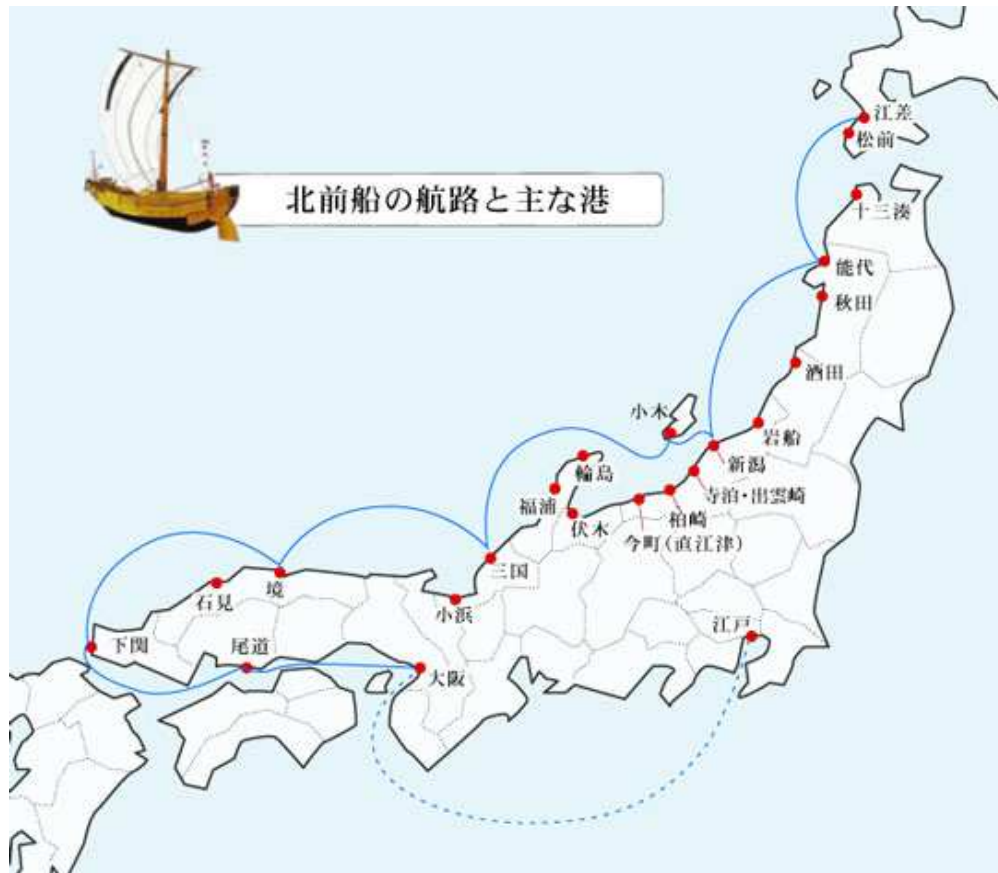 北前船の航路と主な港
江差
松前
十三湊
能代
秋田
酒田
小木
岩船
新潟
輪島
寺泊・出雲崎
福浦
柏崎
伏木
今町(直江津)
三国
境
石見
小浜
江戸
下関
尾道
大阪